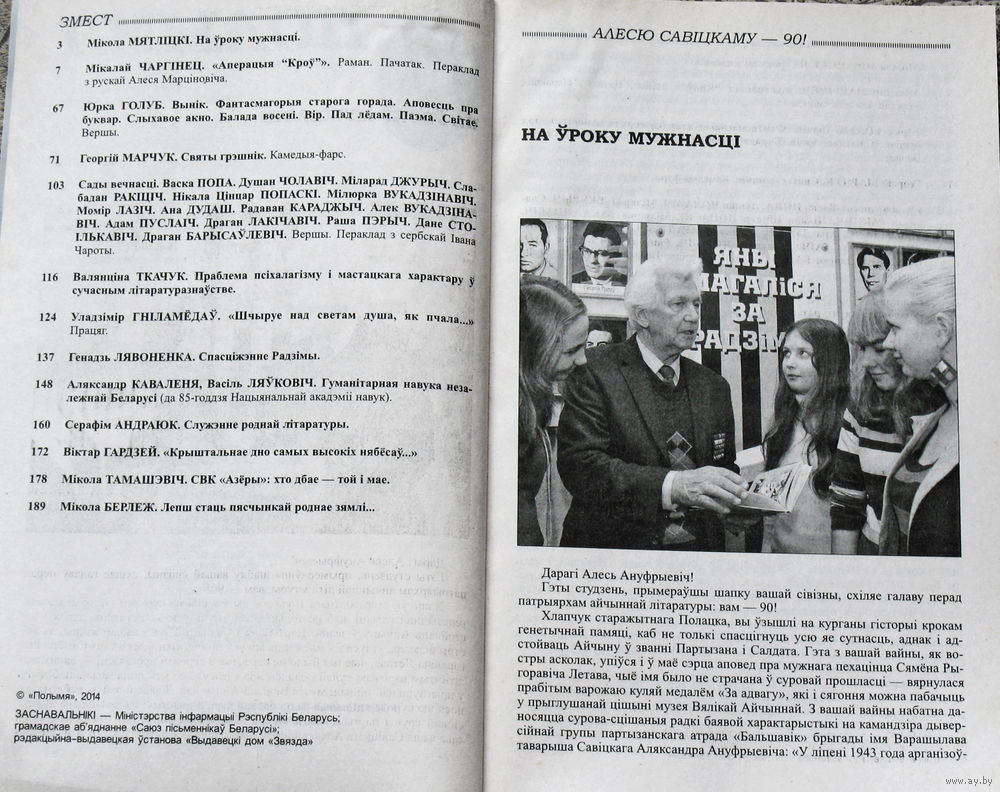 ЗМЕСТ
3 Мікола МЯТЛІЦКІ. На ўроку мужнасці.
7 Мікалай ЧАРГІНЕЦ. «Аперацыя “Кроў”». Раман. Пачатак. Пераклад
з рускай Алеся Марціновіча.
67 Юрка ГОЛУБ. Вынік. Фантасмагорыя старога горада. Аповесць пра
буквар. Слыхавое акно. Балада восені. Вір. Пад лёдам. Паэма. Світае.
Вершы.
71 Георгій МАРЧУК. Святы грэшнік. Камедыя-фарс.
103 Сады вечнасці. Васка ПОПА. Душан ЧОЛАВІЧ. Міларад ДЖУРЫЧ. Сла-
бадан РАКІЦІЧ. Нікала Цінцар ПОПАСКІ. Мілюрка ВУКАДЗІНАВІЧ.
Момір ЛАЗІЧ. Ана ДУДАШ. Радаван КАРАДЖЫЧ. Алек ВУКАДЗІНА-
ВІЧ. Адам ПУСЛАІЧ. Драган ЛАКІЧАВІЧ. Раша ПЭРЫЧ. Дане СТО-
ІЛЬКАВІЧ. Драган БАРЫСАЎЛЕВІЧ. Вершы. Пераклад з сербскай Івана
Чароты.
116 Валянціна ТКАЧУК. Праблема псіхалагізму і мастацкага характару ў
сучасным літаратуразнаўстве.
124 Уладзімір ГНІЛАМЁДАЎ. «Шчыруе над светам душа, як пчала...»
Працяг.
137 Генадзь ЛЯВОНЕНКА. Спасціжэнне Радзімы.
148 Аляксандр КАВАЛЕНЯ, Васіль ЛЯЎКОВІЧ. Гуманітарная навука неза-
лежнай Беларусі (да 85-годдзя Нацыянальнай акадэміі навук).
160 Серафім АНДРАЮК. Служэнне роднай літаратуры.
172 Віктар ГАРДЗЕЙ. «Крыштальнае дно самых высокіх нябёсаў...»
178 Мікола ТАМАШЭВІЧ. СВК «Азёры»: хто дбае — той і мае.
189 Мікола БЕРЛЕЖ. Лепш стаць пясчынкай роднае зямлі...
© «Полымя», 2014
ЗАСНАВАЛЬНІКІ — Міністэрства інфармацыі Рэспублікі Беларусь;
грамадскае аб’яднанне «Саюз пісьменнікаў Беларусі»;
рэдакцыйна-выдавецкая ўстанова «Выдавецкі дом «Звязда»
АЛЕСЮ САВІЦКАМУ — 90!
НА ЎРОКУ МУЖНАСЦІ
ЯНЫ
МАГАЛІСЯ
ЗА
РАДЗІМ
Дарагі Алесь Ануфрыевіч!
Гэты студзень, прымераўшы шапку вашай сівізны, схіляе галаву перад
патрыярхам айчыннай літаратуры: вам — 90!
Хлапчук старажытнага Полацка, вы ўзышлі на курганы гісторыі крокам
генетычнай памяці, каб не толькі спасцігнуць усю яе сутнасць, аднак і ад-
стойваць Айчыну ў званні Партызана і Салдата. Гэта з вашай вайны, як во-
стры асколак, упіўся і ў маё сэрца аповед пра мужнага пехацінца Сямёна Ры-
горавіча Летава, чыё імя было не страчана ў суровай прошласці — вярнулася
прабітым варожаю куляй медалём «За адвагу», які і сягоння можна пабачыць
у прыглушанай цішыні музея Вялікай Айчыннай. З вашай вайны набатна да-
носяцца сурова-сцішаныя радкі баявой характарыстыкі на камандзіра дывер-
сійнай групы партызанскага атрада «Бальшавік» брыгады імя Варашылава
таварыша Савіцкага Аляксандра Ануфрыевіча: «У ліпені 1943 года арганізоў-
www.ay.by